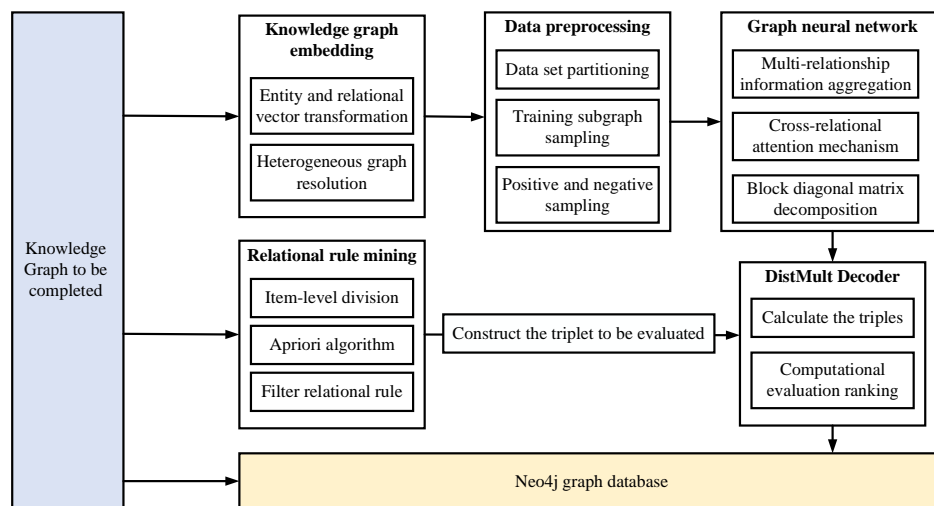 Knowledge
Graph to be
completed
Knowledge graph
embedding
Entity and relational
vector transformation
Heterogeneous graph
resolution
Data preprocessing
Data set partitioning
Training subgraph
sampling
Positive and negative
sampling
Graph neural network
Multi-relationship
information aggregation
Cross-relational
attention mechanism
Block diagonal matrix
decomposition
Relational rule mining
Item-level division
Apriori algorithm
Filter relational rule
Construct the triplet to be evaluated
DistMult Decoder
Calculate the triples
Computational
evaluation ranking
Neo4j graph database